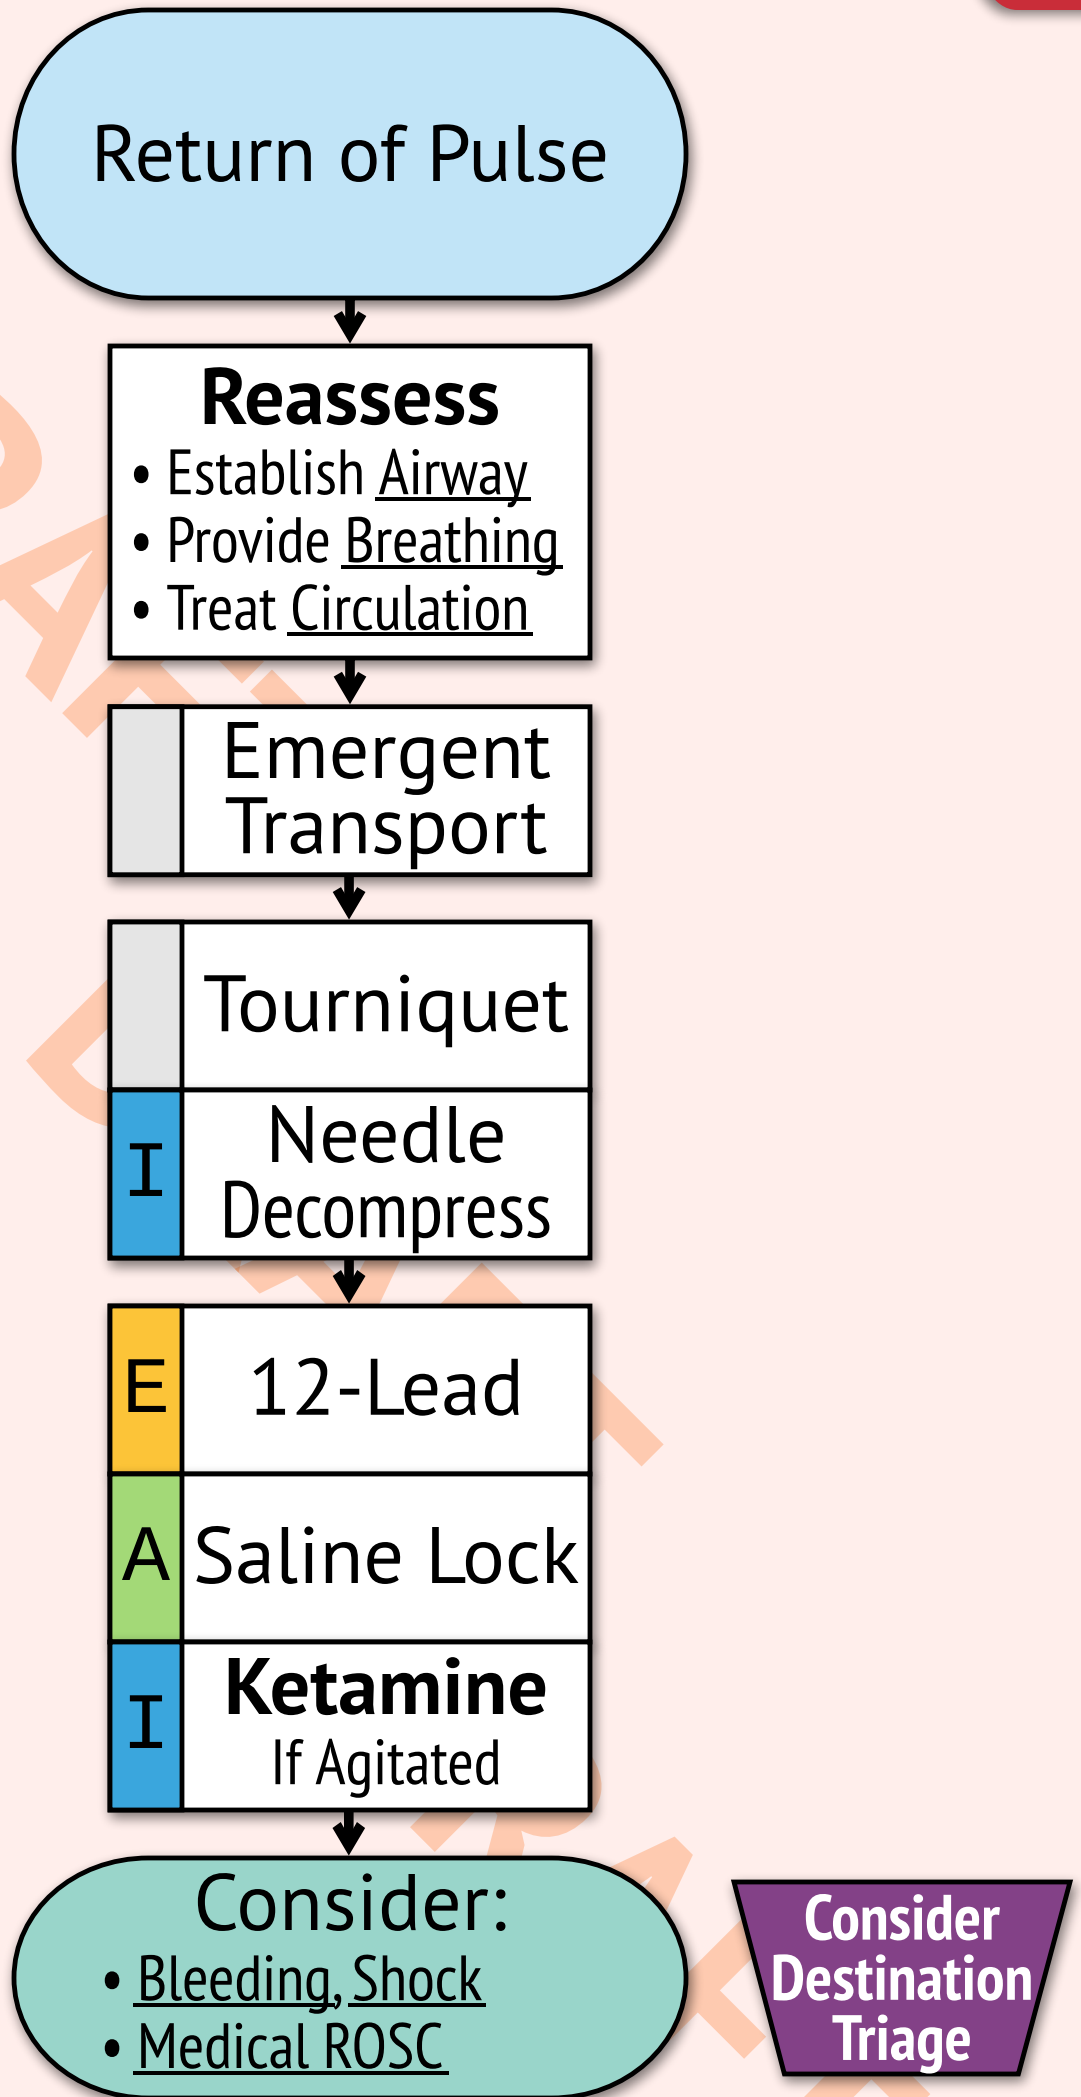 Return of Pulse
Reassess
• Establish Airway
• Provide Breathing
• Treat Circulation
Emergent
Transport
Tourniquet
I
Needle
Decompress
E
12-Lead
A
Saline Lock
I
Ketamine
If Agitated
Consider:
• Bleeding, Shock
• Medical ROSC
Consider
Destination
Triage